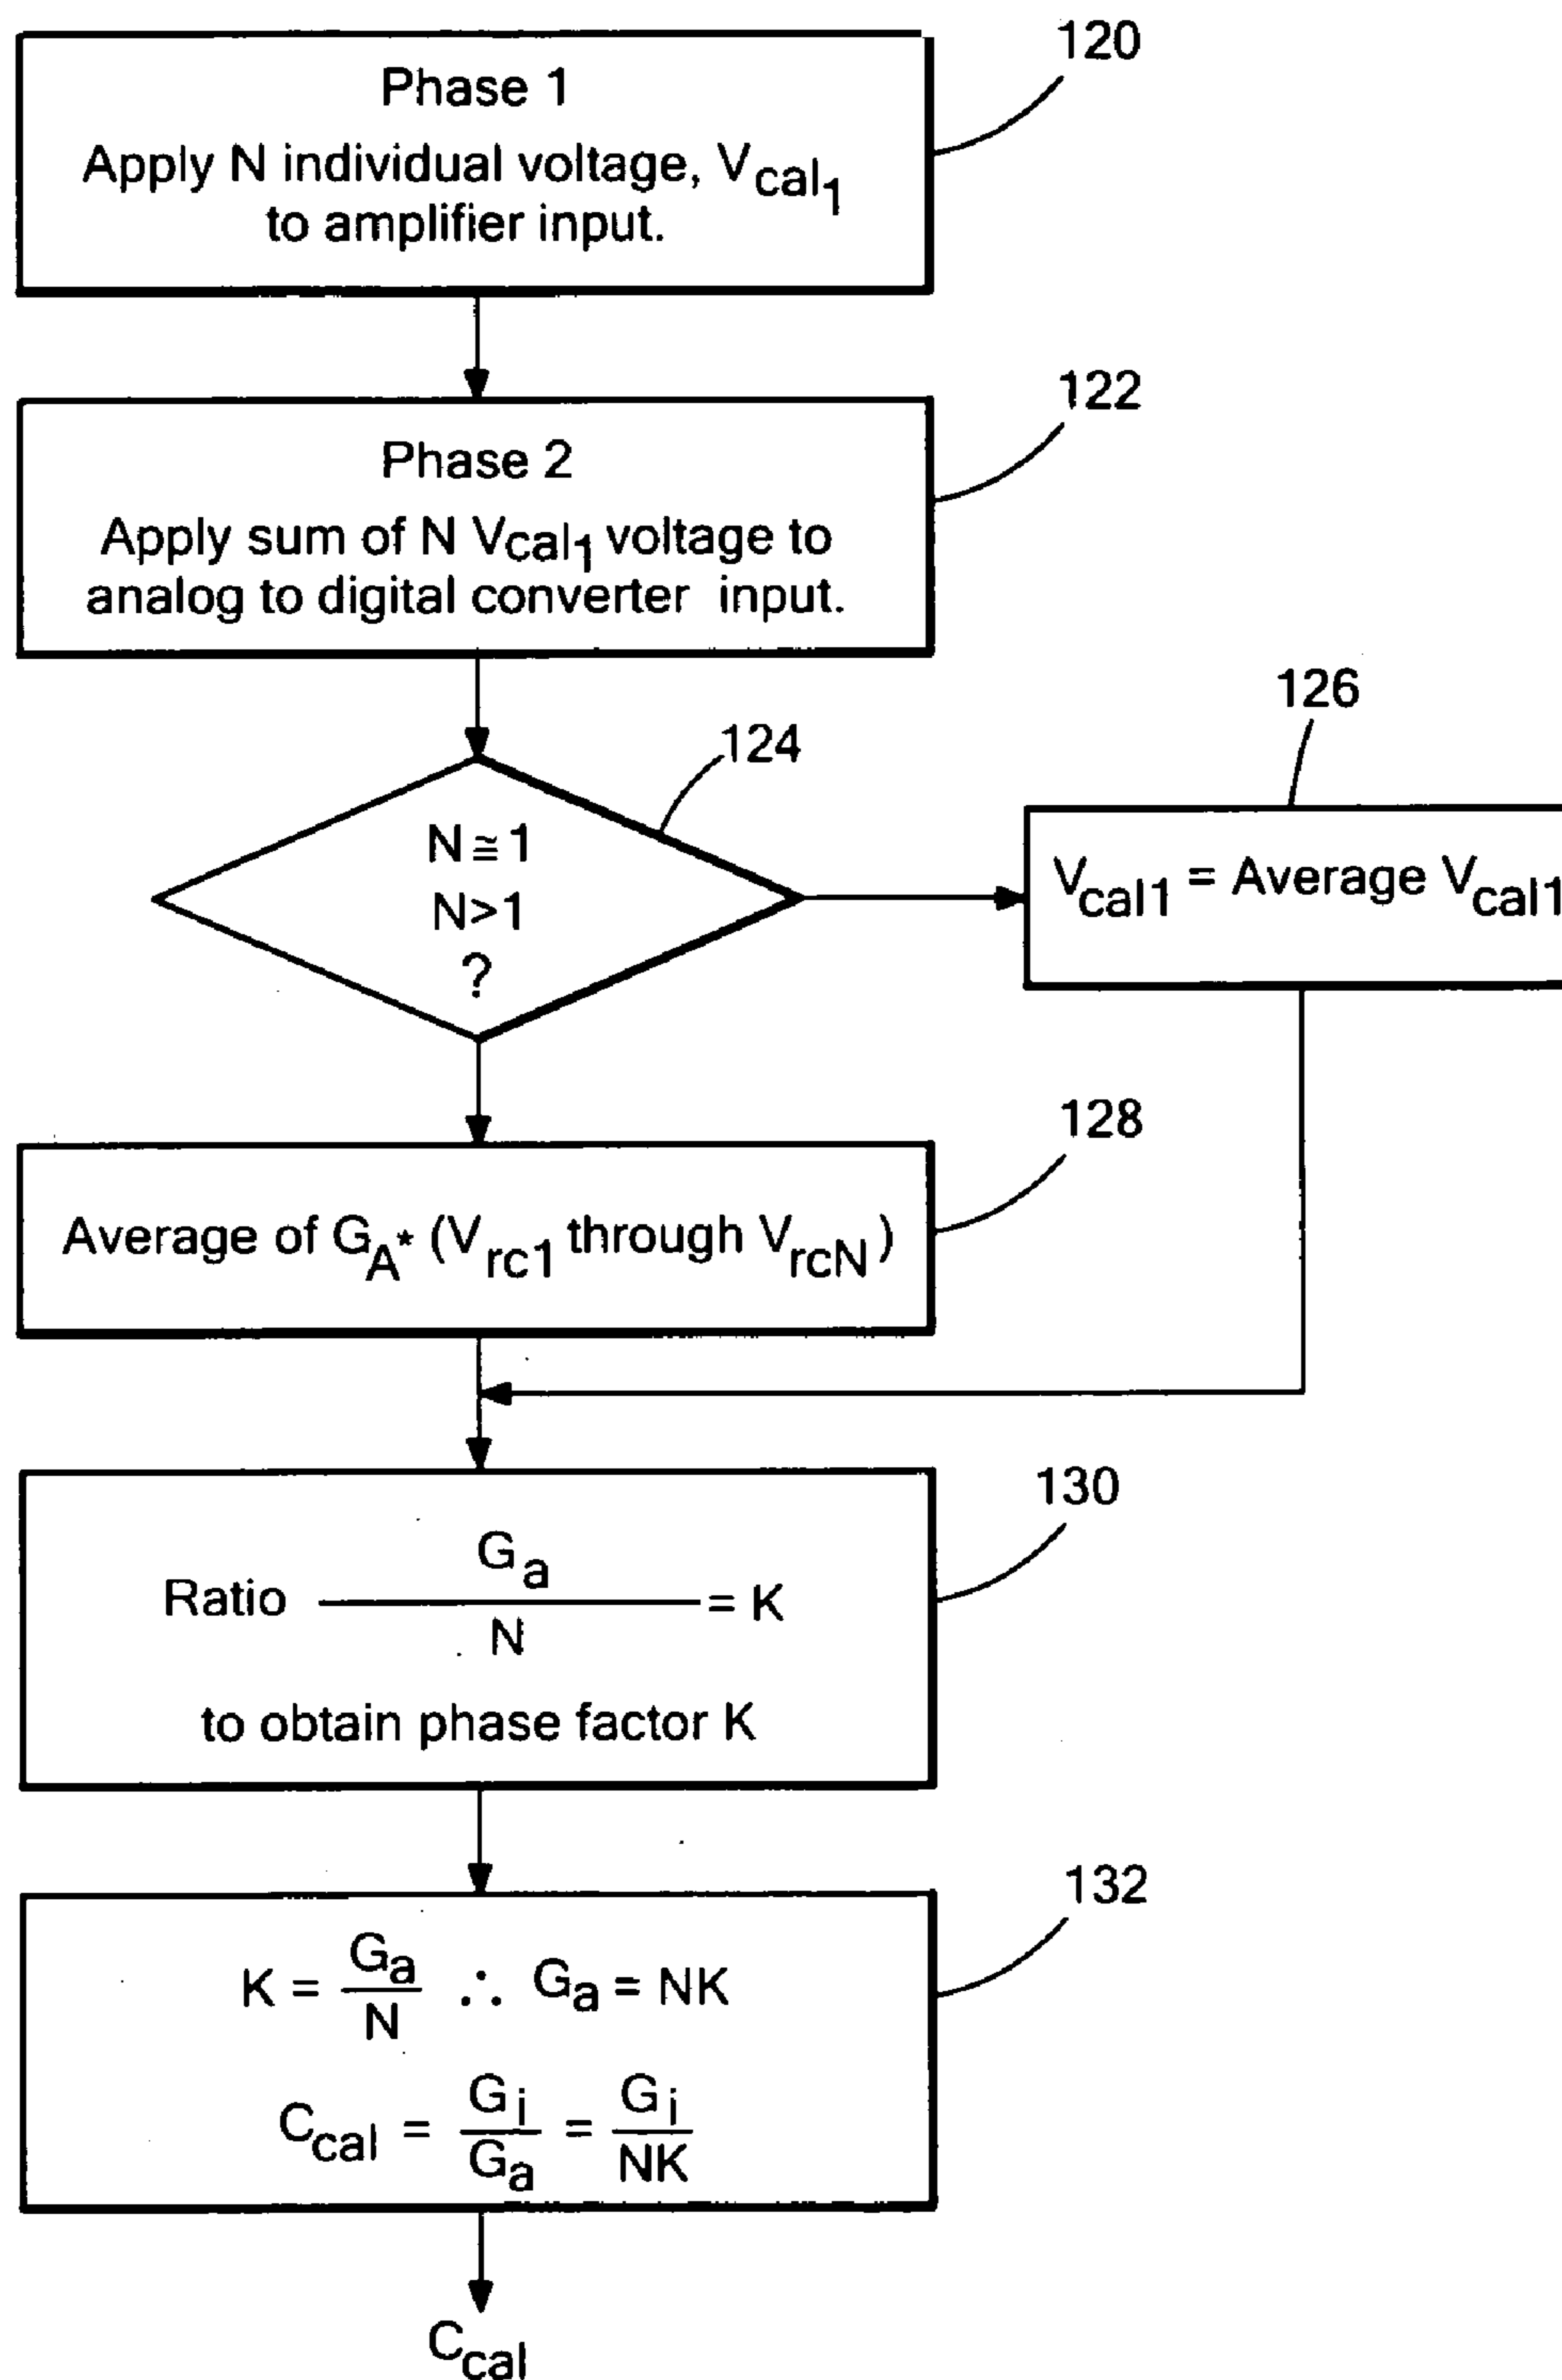 120
Phase 1
Apply N individual voltage, Vcal1
to amplifier input.
122
Phase 2
Apply sum of N Vcal1 voltage to
analog to digital converter input.
124
N≅1
N>1
?
126
Vcal1 = Average Vcal1
128
Average of GA* (Vrc1 through VrcN)
130
Ratio Ga/N = K
to obtain phase factor K
132
K = Ga/N ∴ Ga = NK
Ccal = Gi/Ga = Gi/NK
Ccal